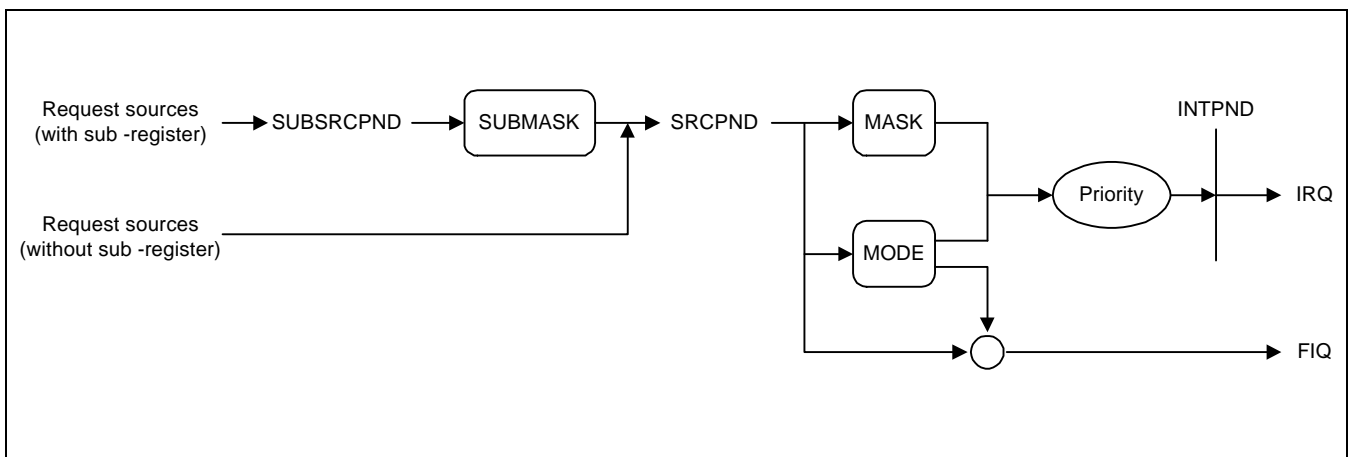 Request sources
(with sub -register)
SUBSRCPND
SUBMASK
SRCPND
MASK
INTPND
Priority
IRQ
Request sources
(without sub -register)
MODE
FIQ